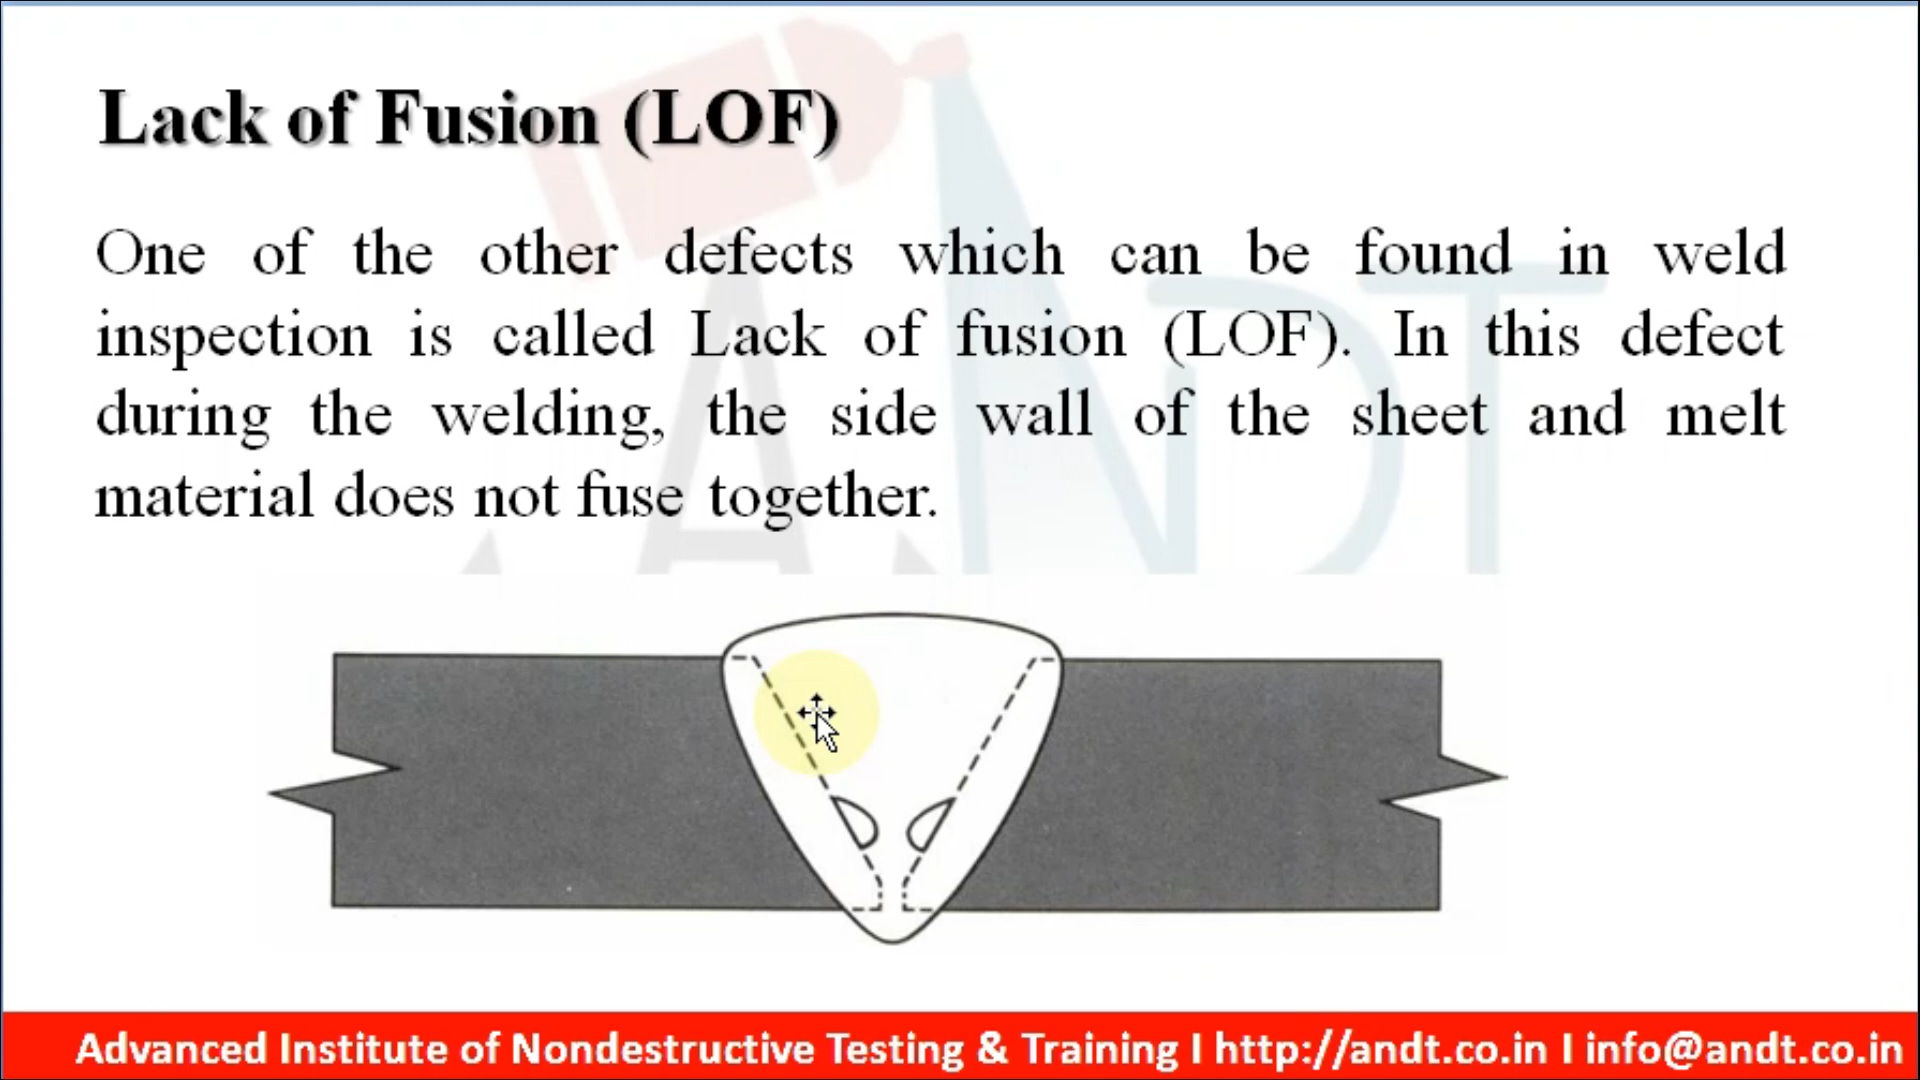 Lack of Fusion (LOF)
One of the other defects which can be found in weld
inspection is called Lack of fusion (LOF). In this defect
during the welding, the side wall of the sheet and melt
material does not fuse together.
ANDT
Advanced Institute of Nondestructive Testing & Training I http://andt.co.in I info@andt.co.in